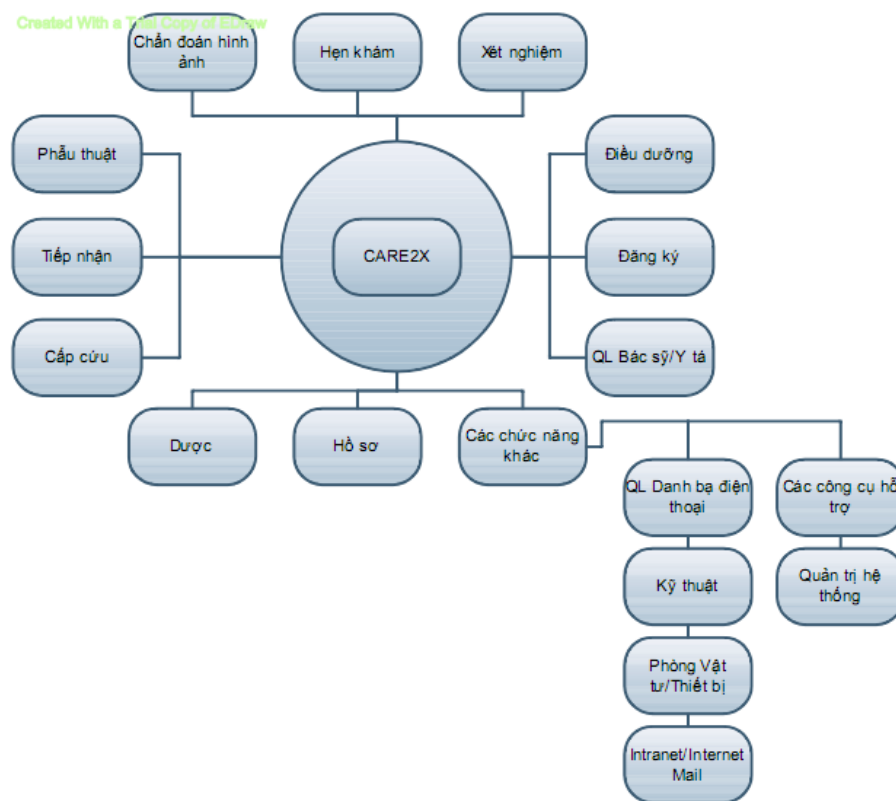 Created With a Trial Copy of EDraw
Chẩn đoán hình
ảnh
Hẹn khám
Xét nghiệm
Phẫu thuật
Điều dưỡng
Tiếp nhận
CARE2X
Đăng ký
Cấp cứu
QL Bác sỹ/Y tá
Dược
Hồ sơ
Các chức năng
khác
QL Danh bạ điện
thoại
Các công cụ hỗ
trợ
Kỹ thuật
Quản trị hệ
thống
Phòng Vật
tư/Thiết bị
Intranet/Internet
Mail